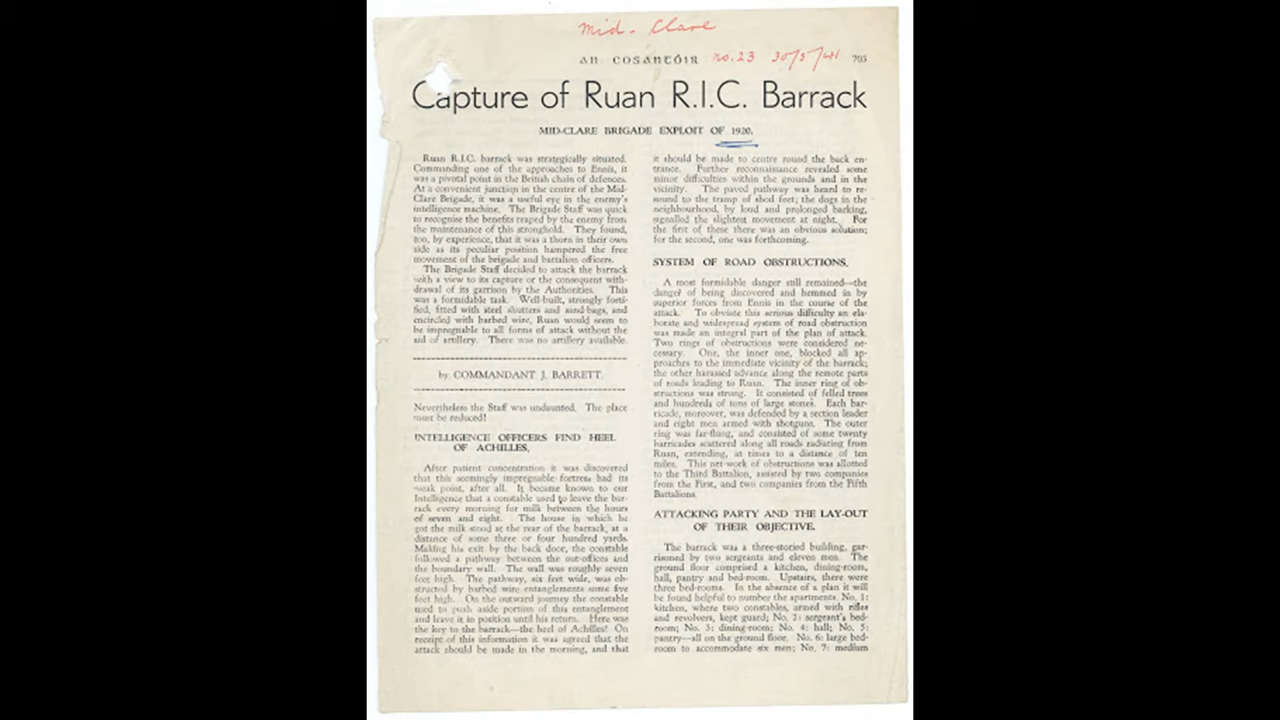 Mid-Clare
an cosantóir no.23 30/5/41 705
Capture of Ruan R.I.C. Barrack
MID-CLARE BRIGADE EXPLOIT OF 1920.
Ruan R.I.C. barrack was strategically situated.
Commanding one of the approaches to Ennis, it
was a pivotal point in the British chain of defences.
At a convenient junction in the centre of the Mid-
Clare Brigade, it was a useful eye in the enemy's
intelligence machine. The Brigade Staff was quick
to recognise the benefits reaped by the enemy from
the maintenance of this stronghold. They found,
too, by experience, that it was a thorn in their own
side as its peculiar position hampered the free
movement of the brigade and battalion officers.
The Brigade Staff decided to attack the barrack
with a view to its capture or the consequent with-
drawal of its garrison by the Authorities. This
was a formidable task. Well-built, strongly forti-
fied, fitted with steel shutters and sand-bags, and
encircled with barbed wire, Ruan would seem to
be impregnable to all forms of attack without the
aid of artillery. There was no artillery available.
by COMMANDANT J. BARRETT.
Nevertheless the Staff was undaunted. The place
must be reduced!
INTELLIGENCE OFFICERS FIND HEEL
OF ACHILLES.
After patient concentration it was discovered
that this seemingly impregnable fortress had its
weak point, after all. It became known to our
Intelligence that a constable used to leave the bar-
rack every morning for milk between the hours
of seven and eight. The house in which he
got the milk stood at the rear of the barrack, at a
distance of some three or four hundred yards.
Making his exit by the back door, the constable
followed a pathway between the out-offices and
the boundary wall. The wall was roughly seven
feet high. The pathway, six feet wide, was ob-
structed by barbed wire entanglements some five
feet high. On the outward journey the constable
used to push aside portion of this entanglement
and leave it in position until his return. Here was
the key to the barrack—the heel of Achilles! On
receipt of this information it was agreed that the
attack should be made in the morning, and that
it should be made to centre round the back en-
trance. Further reconnaissance revealed some
minor difficulties within the grounds and in the
vicinity. The paved pathway was heard to re-
sound to the tramp of shod feet; the dogs in the
neighbourhood, by loud and prolonged barking,
signalled the slightest movement at night. For
the first of these there was an obvious solution;
for the second, one was forthcoming.
SYSTEM OF ROAD OBSTRUCTIONS.
A most formidable danger still remained—the
danger of being discovered and hemmed in by
superior forces from Ennis in the course of the
attack. To obviate this serious difficulty an ela-
borate and widespread system of road obstruction
was made an integral part of the plan of attack.
Two rings of obstructions were considered ne-
cessary. One, the inner one, blocked all ap-
proaches to the immediate vicinity of the barrack;
the other harassed advance along the remote parts
of roads leading to Ruan. The inner ring of ob-
structions was strong. It consisted of felled trees
and hundreds of tons of large stones. Each bar-
ricade, moreover, was defended by a section leader
and eight men armed with shotguns. The outer
ring was far-flung, and consisted of some twenty
barricades scattered along all roads radiating from
Ruan, extending, at times to a distance of ten
miles. This net-work of obstructions was allotted
to the Third Battalion, assisted by two companies
from the First, and two companies from the Fifth
Battalions.
ATTACKING PARTY AND THE LAY-OUT
OF THEIR OBJECTIVE.
The barrack was a three-storied building, gar-
risoned by two sergeants and eleven men. The
ground floor comprised a kitchen, dining-room,
hall, pantry and bed-room. Upstairs, there were
three bed-rooms. In the absence of a plan it will
be found helpful to number the apartments. No. 1:
kitchen, where two constables, armed with rifles
and revolvers, kept guard; No. 2: sergeant's bed-
room; No. 3: dining-room; No. 4: hall; No. 5:
pantry—all on the ground floor. No. 6: large bed-
room to accommodate six men; No. 7: medium